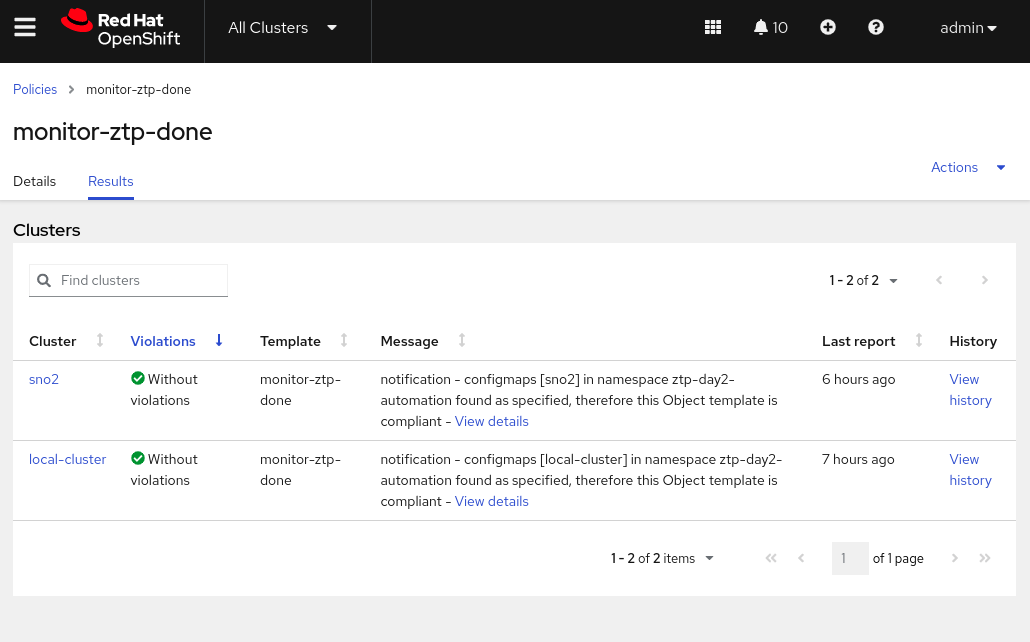 Red Hat
OpenShift
All Clusters
10
admin
Policies > monitor-ztp-done
monitor-ztp-done
Actions
Details Results
Clusters
Find clusters
1 - 2 of 2
Cluster Violations Template Message Last report History
sno2 Without monitor-ztp- notification - configmaps [sno2] in namespace ztp-day2- 6 hours ago View
violations done automation found as specified, therefore this Object template is history
compliant - View details
local-cluster Without monitor-ztp- notification - configmaps [local-cluster] in namespace ztp-day2- 7 hours ago View
violations done automation found as specified, therefore this Object template is history
compliant - View details
1 - 2 of 2 items 1 of 1 page